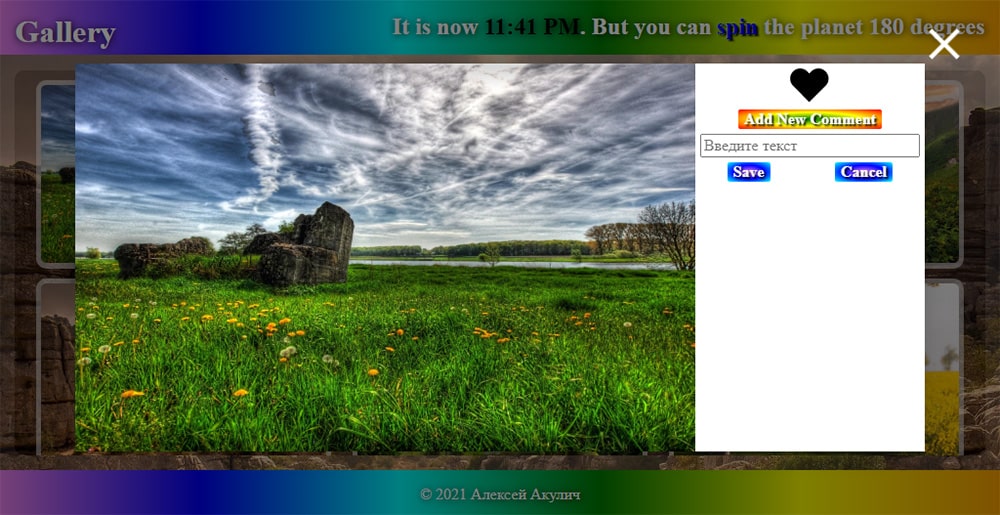 Gallery
It is now 11:41 PM. But you can spin the planet 180 degrees
Add New Comment
Введите текст
Save
Cancel
© 2021 Алексей Акулич